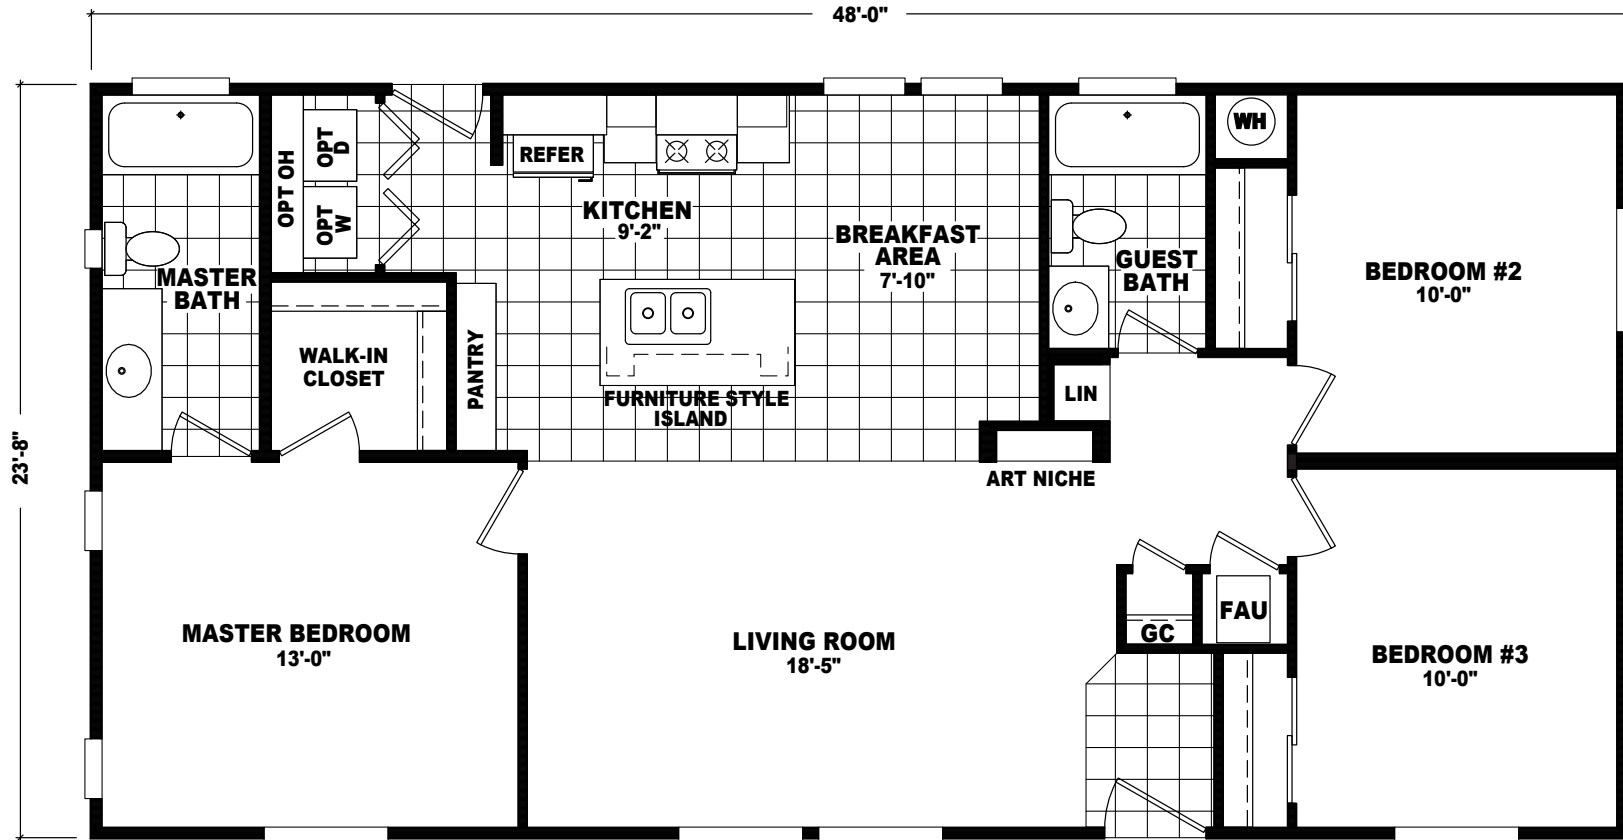 48'-0"
23'-8"
MASTER
BATH
OPT OH
OPT
D
OPT
W
REFER
KITCHEN
9'-2"
BREAKFAST
AREA
7'-10"
GUEST
BATH
WH
BEDROOM #2
10'-0"
WALK-IN
CLOSET
PANTRY
FURNITURE STYLE
ISLAND
LIN
ART NICHE
MASTER BEDROOM
13'-0"
LIVING ROOM
18'-5"
GC
FAU
BEDROOM #3
10'-0"